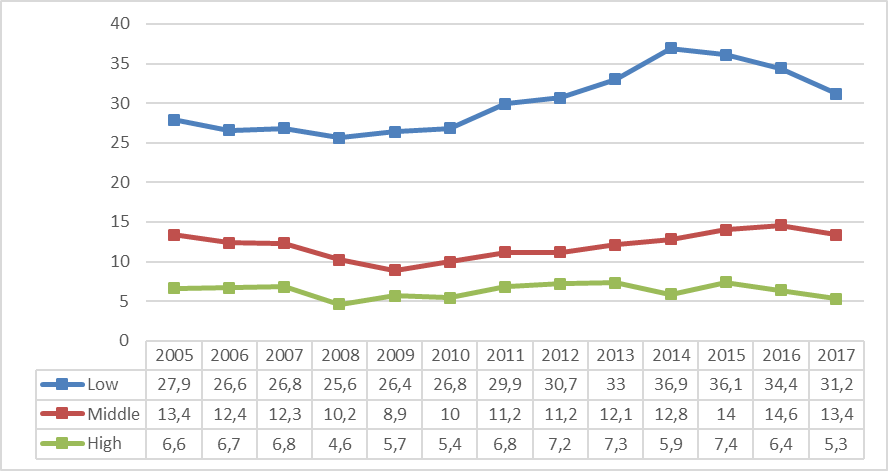 40
35
30
25
20
15
10
5
0
2005 2006 2007 2008 2009 2010 2011 2012 2013 2014 2015 2016 2017
Low 27,9 26,6 26,8 25,6 26,4 26,8 29,9 30,7 33 36,9 36,1 34,4 31,2
Middle 13,4 12,4 12,3 10,2 8,9 10 11,2 11,2 12,1 12,8 14 14,6 13,4
High 6,6 6,7 6,8 4,6 5,7 5,4 6,8 7,2 7,3 5,9 7,4 6,4 5,3